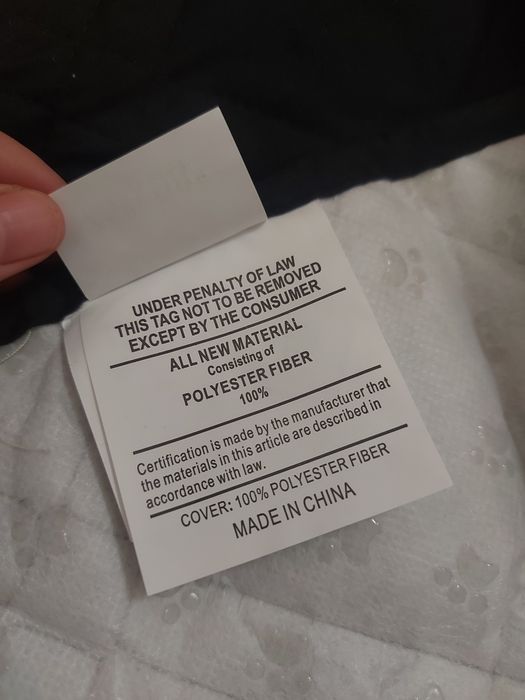 UNDER PENALTY OF LAW
THIS TAG NOT TO BE REMOVED
EXCEPT BY THE CONSUMER
ALL NEW MATERIAL
Consisting of
POLYESTER FIBER
100%
Certification is made by the manufacturer that
the materials in this article are described in
accordance with law.
COVER: 100% POLYESTER FIBER
MADE IN CHINA